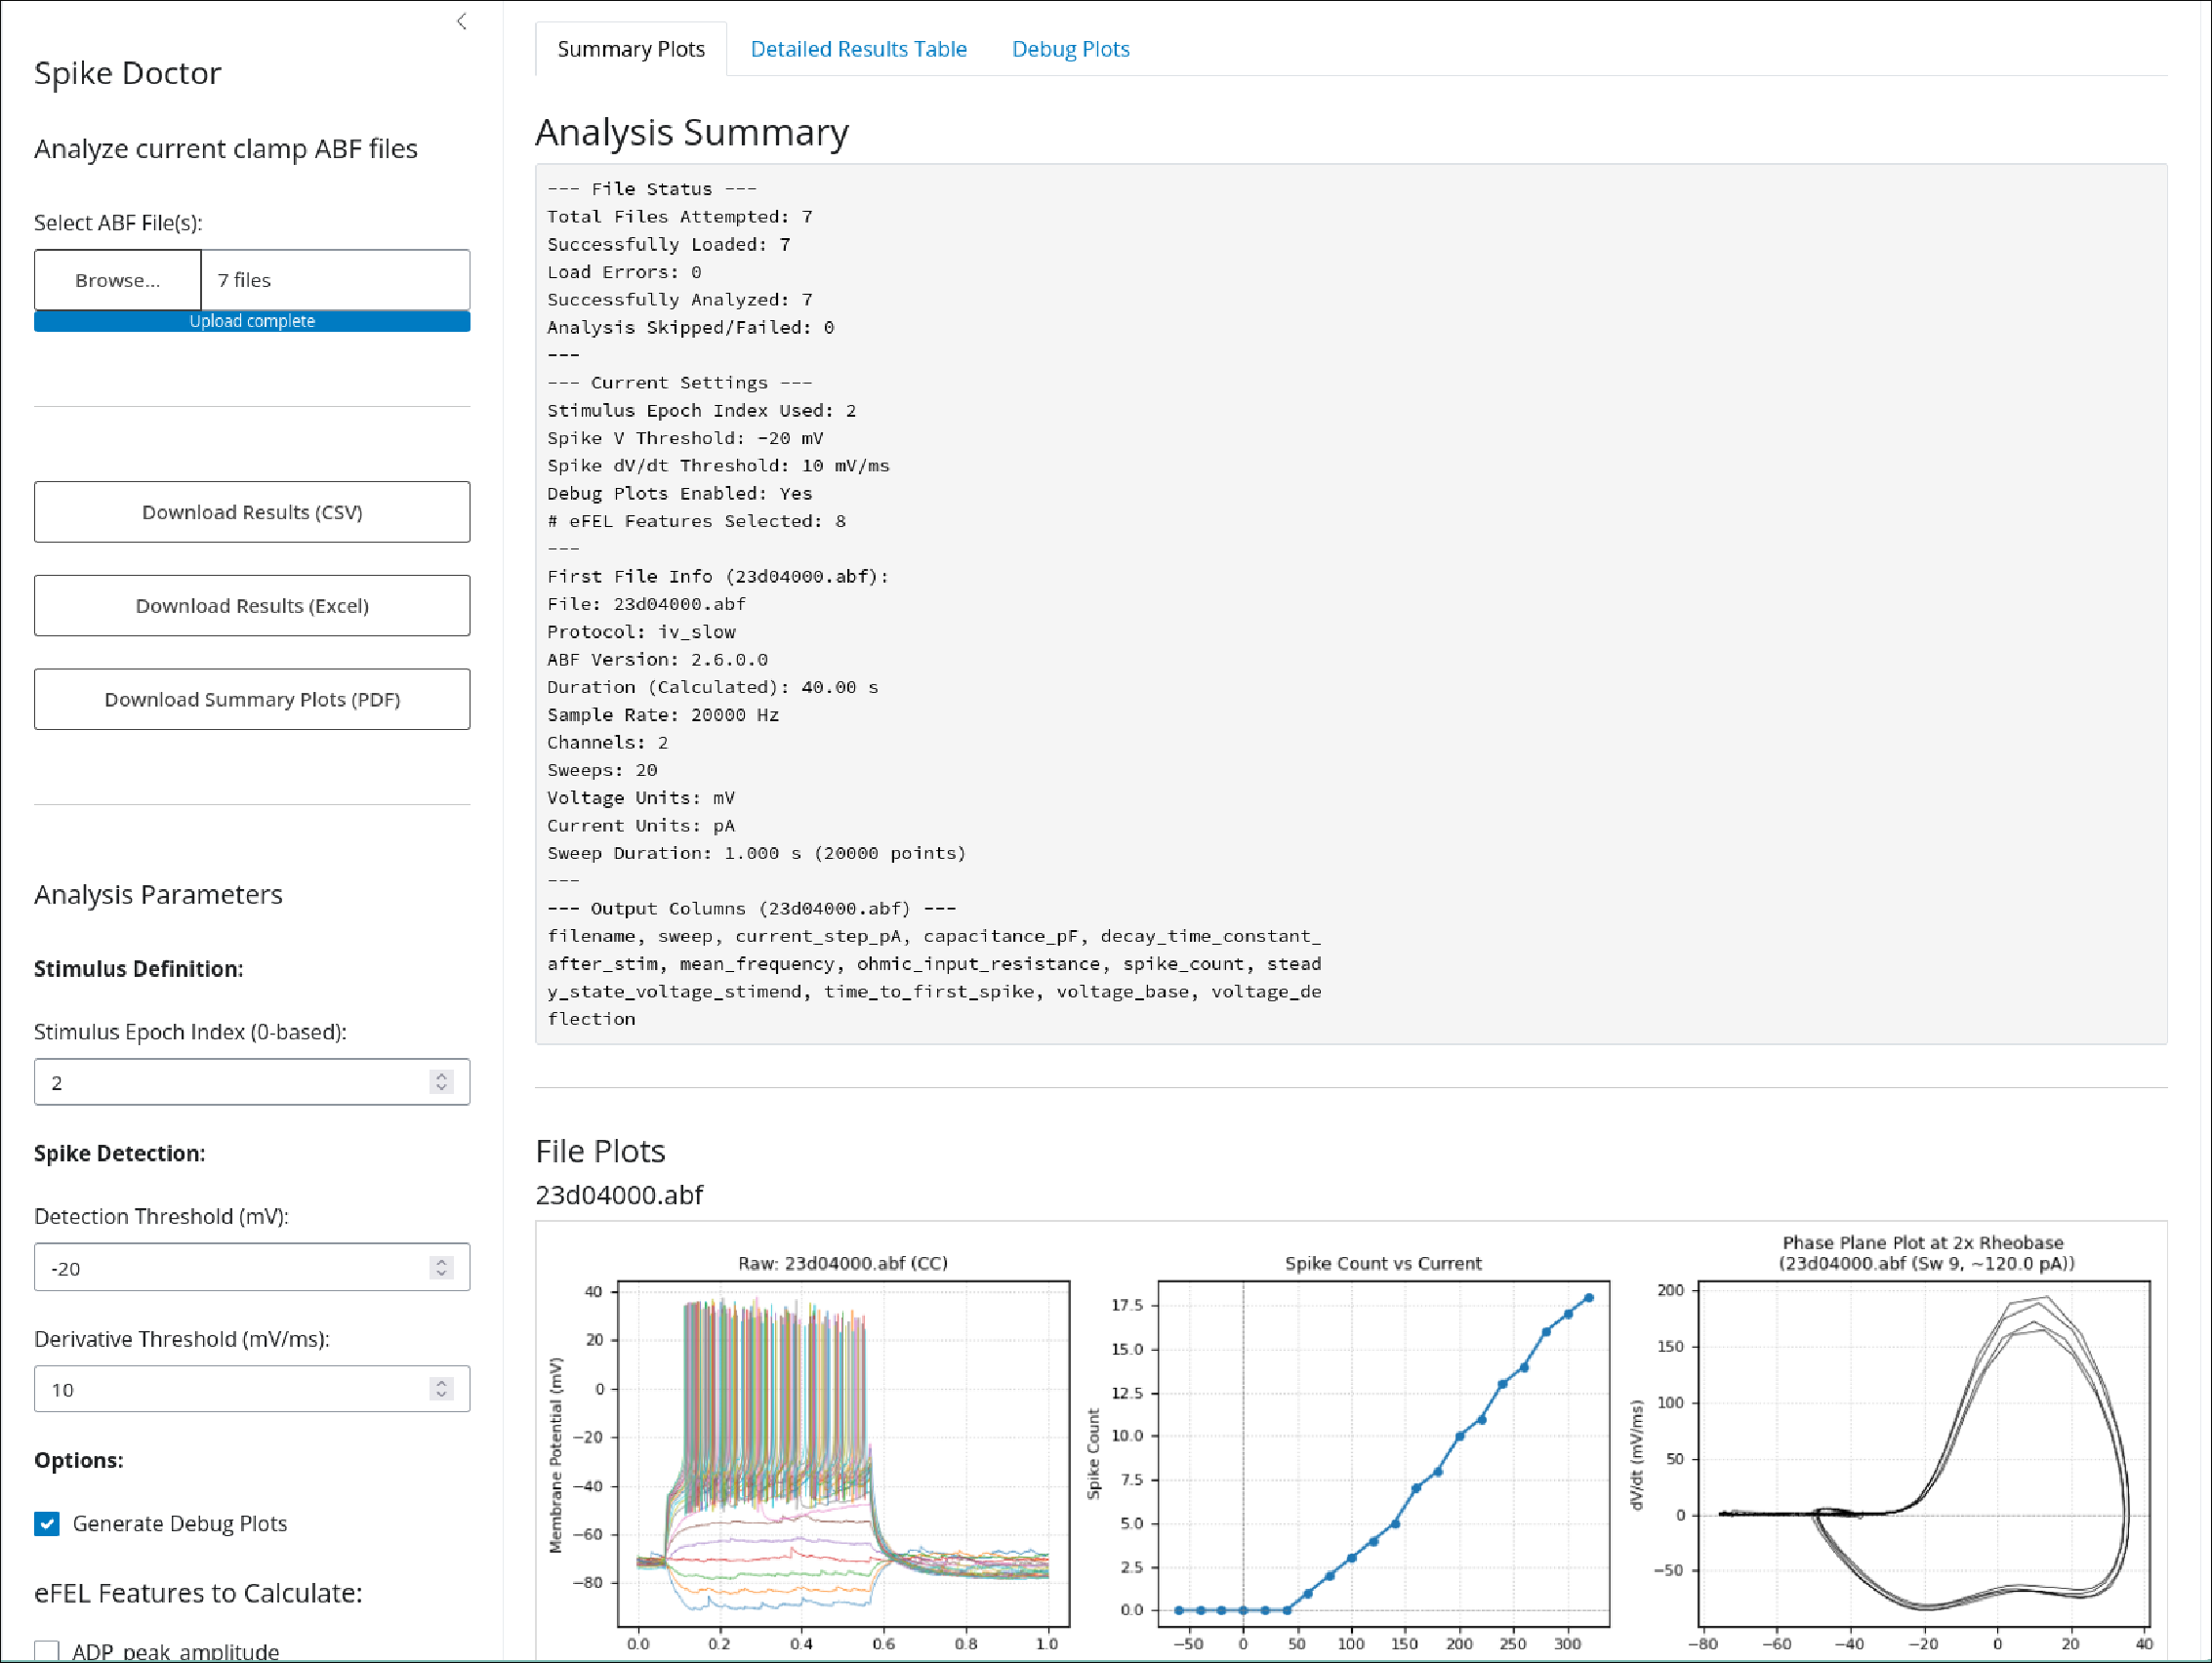 Spike Doctor
Analyze current clamp ABF files
Select ABF File(s):
Browse... 7 files
Upload complete
Download Results (CSV)
Download Results (Excel)
Download Summary Plots (PDF)
Analysis Parameters
Stimulus Definition:
Stimulus Epoch Index (0-based):
2
Spike Detection:
Detection Threshold (mV):
-20
Derivative Threshold (mV/ms):
10
Options:
Generate Debug Plots
eFEL Features to Calculate:
ADP_peak_amplitude
Summary Plots Detailed Results Table Debug Plots
Analysis Summary
--- File Status ---
Total Files Attempted: 7
Successfully Loaded: 7
Load Errors: 0
Successfully Analyzed: 7
Analysis Skipped/Failed: 0
---
--- Current Settings ---
Stimulus Epoch Index Used: 2
Spike V Threshold: -20 mV
Spike dV/dt Threshold: 10 mV/ms
Debug Plots Enabled: Yes
# eFEL Features Selected: 8
---
First File Info (23d04000.abf):
File: 23d04000.abf
Protocol: iv_slow
ABF Version: 2.6.0.0
Duration (Calculated): 40.00 s
Sample Rate: 20000 Hz
Channels: 2
Sweeps: 20
Voltage Units: mV
Current Units: pA
Sweep Duration: 1.000 s (20000 points)
---
--- Output Columns (23d04000.abf) ---
filename, sweep, current_step_pA, capacitance_pF, decay_time_constant_
after_stim, mean_frequency, ohmic_input_resistance, spike_count, stead
y_state_voltage_stimend, time_to_first_spike, voltage_base, voltage_de
flection
File Plots
23d04000.abf
Raw: 23d04000.abf (CC)
Membrane Potential (mV)
40
20
0
−20
−40
−60
−80
0.0 0.2 0.4 0.6 0.8 1.0
Spike Count vs Current
Spike Count
17.5
15.0
12.5
10.0
7.5
5.0
2.5
0.0
−50 0 50 100 150 200 250 300
Phase Plane Plot at 2x Rheobase
(23d04000.abf (Sw 9, ~120.0 pA))
dV/dt (mV/ms)
200
150
100
50
0
−50
−80 −60 −40 −20 0 20 40